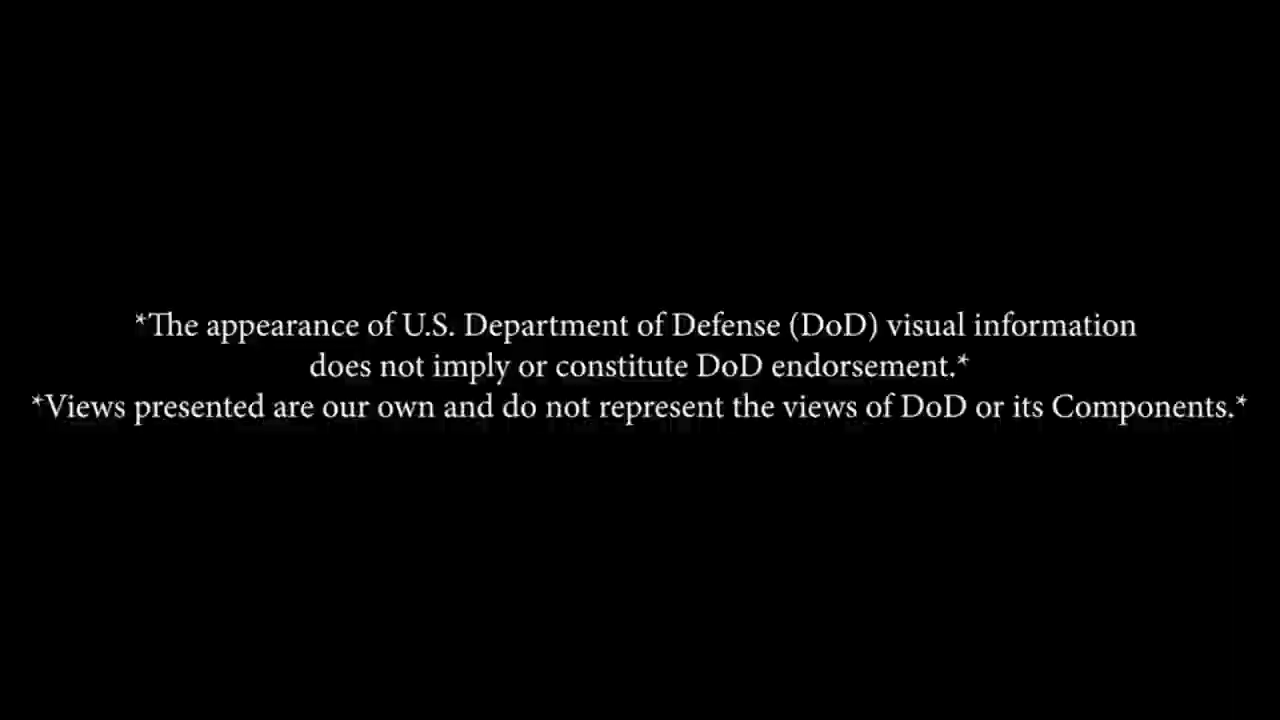 *The appearance of U.S. Department of Defense (DoD) visual information
does not imply or constitute DoD endorsement.*
*Views presented are our own and do not represent the views of DoD or its Components.*